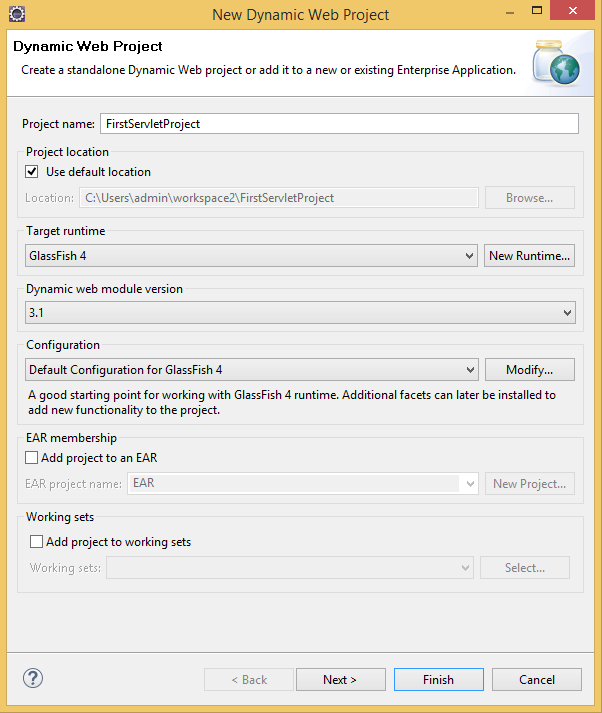 New Dynamic Web Project
Dynamic Web Project
Create a standalone Dynamic Web project or add it to a new or existing Enterprise Application.
Project name: FirstServletProject
Project location
Use default location
Location: C:\Users\admin\workspace2\FirstServletProject Browse...
Target runtime
GlassFish 4 New Runtime...
Dynamic web module version
3.1
Configuration
Default Configuration for GlassFish 4 Modify...
A good starting point for working with GlassFish 4 runtime. Additional facets can later be installed to
add new functionality to the project.
EAR membership
Add project to an EAR
EAR project name: EAR New Project...
Working sets
Add project to working sets
Working sets: Select...
? < Back Next > Finish Cancel